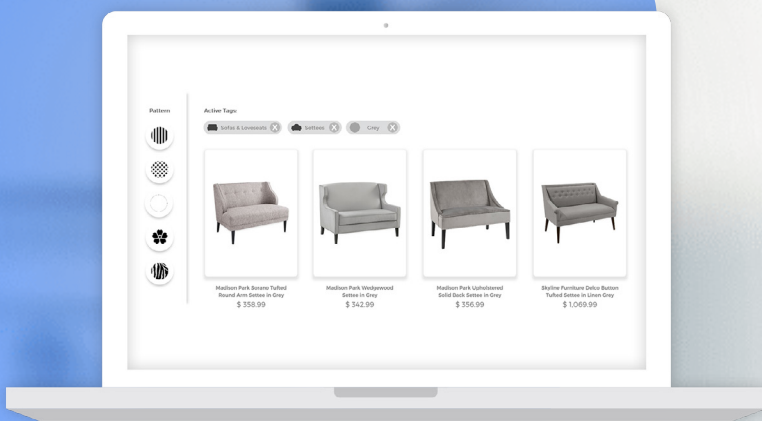 Pattern
Active Tags:
Sofas & Loveseats
Settees
Grey
Madison Park Sorano Tufted
Round Arm Settee in Grey
$ 358.99
Madison Park Wedgewood
Settee in Grey
$ 342.99
Madison Park Upholstered
Solid Back Settee in Grey
$ 356.99
Skyline Furniture Delco Button
Tufted Settee in Linen Grey
$ 1,069.99